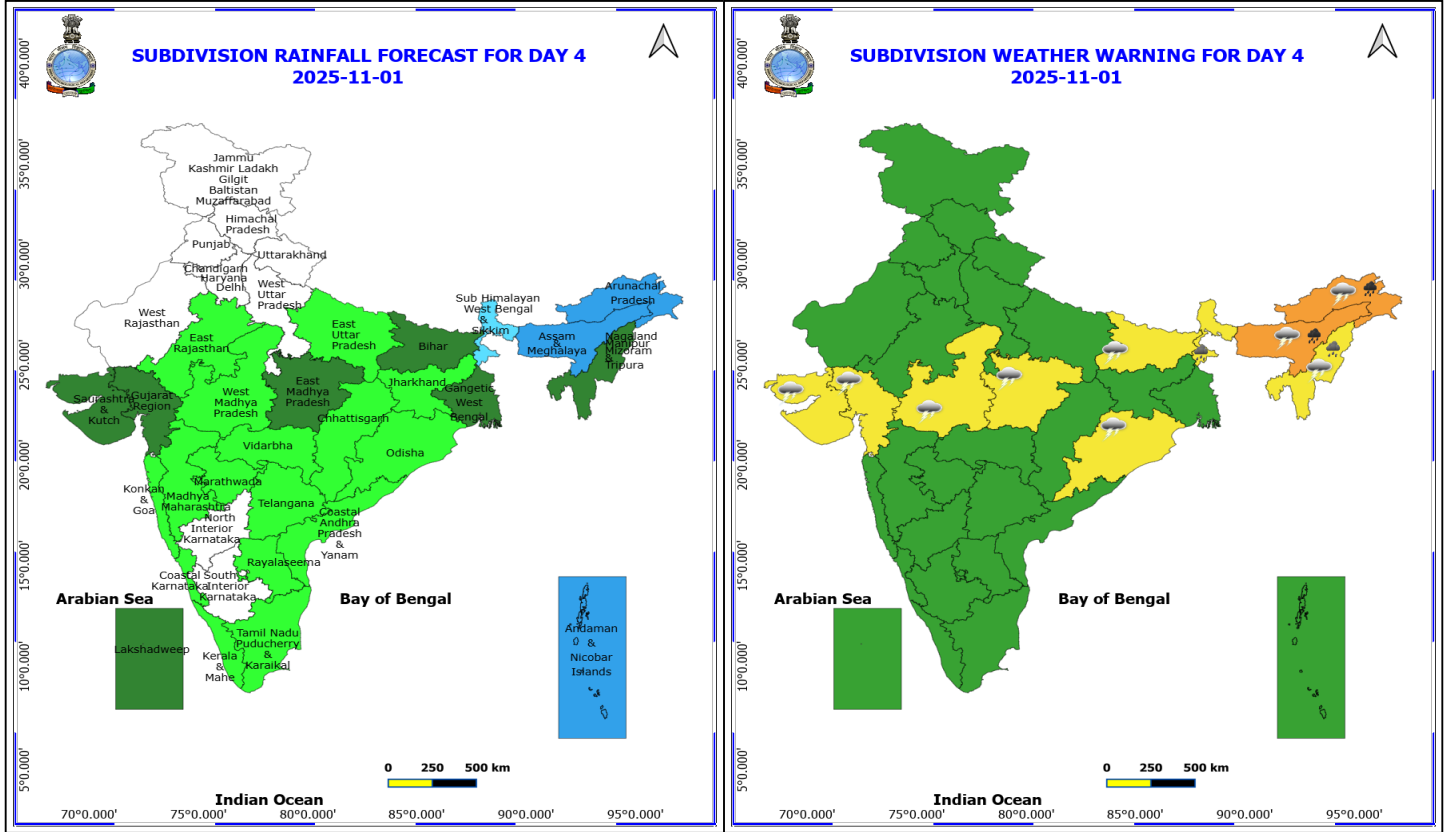 SUBDIVISION RAINFALL FORECAST FOR DAY 4
2025-11-01
40°0.000'
35°0.000'
30°0.000'
25°0.000'
20°0.000'
15°0.000'
10°0.000'
5°0.000'
Jammu
Kashmir Ladakh
Gilgit
Baltistan
Muzaffarabad
Himachal
Pradesh
Punjab
Uttarakhand
Chandigarh
Haryana
Delhi
West
Uttar
Pradesh
West
Rajasthan
East
Rajasthan
East
Uttar
Pradesh
Bihar
Sub Himalayan
West Bengal
&
Sikkim
Arunachal
Pradesh
Assam
&
Meghalaya
Nagaland
Manipur
Mizoram
&
Tripura
Saurashtra
&
Kutch
Gujarat
Region
West
Madhya
Pradesh
East
Madhya
Pradesh
Jharkhand
Gangetic
West
Bengal
Chhattisgarh
Vidarbha
Odisha
Konkan
&
Goa
Madhya
Maharashtra
Marathwada
Telangana
North
Interior
Karnataka
Coastal
Andhra
Pradesh
&
Yanam
Rayalaseema
Coastal
Karnataka
South
Interior
Karnataka
Arabian Sea
Bay of Bengal
Lakshadweep
Kerala
&
Mahe
Tamil Nadu
Puducherry
&
Karaikal
Andaman
&
Nicobar
Islands
0 250 500 km
Indian Ocean
70°0.000' 75°0.000' 80°0.000' 85°0.000' 90°0.000' 95°0.000'
SUBDIVISION WEATHER WARNING FOR DAY 4
2025-11-01
40°0.000'
35°0.000'
30°0.000'
25°0.000'
20°0.000'
15°0.000'
10°0.000'
5°0.000'
Arabian Sea
Bay of Bengal
0 250 500 km
Indian Ocean
70°0.000' 75°0.000' 80°0.000' 85°0.000' 90°0.000' 95°0.000'